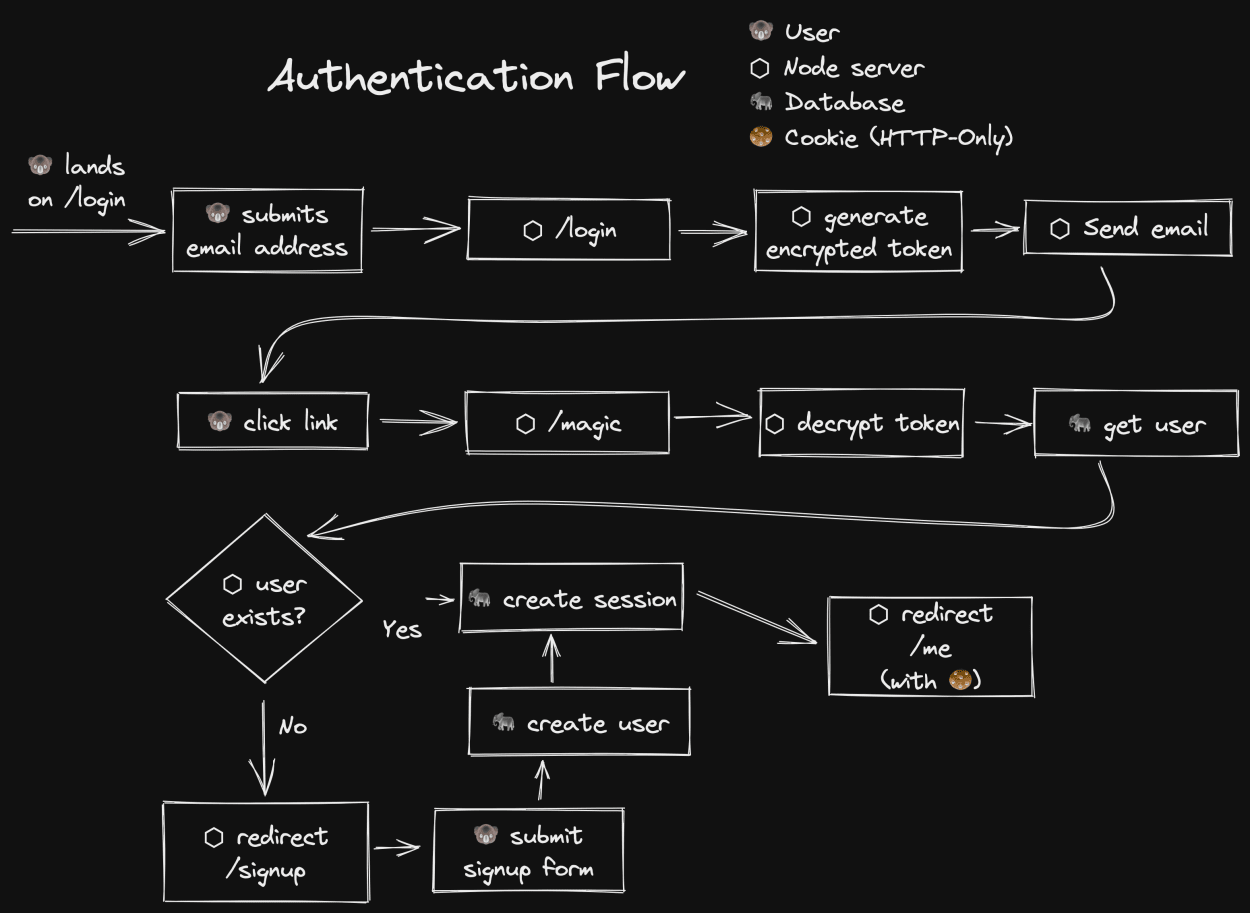 Authentication Flow
🐨 User
⬡ Node server
🐘 Database
🍪 Cookie (HTTP-Only)
🐨 lands
on /login
🐨 submits
email address
⬡ /login
⬡ generate
encrypted token
⬡ Send email
🐨 click link
⬡ /magic
⬡ decrypt token
🐘 get user
⬡ user
exists?
Yes
🐘 create session
⬡ redirect
/me
(with 🍪)
No
🐘 create user
⬡ redirect
/signup
🐨 submit
signup form